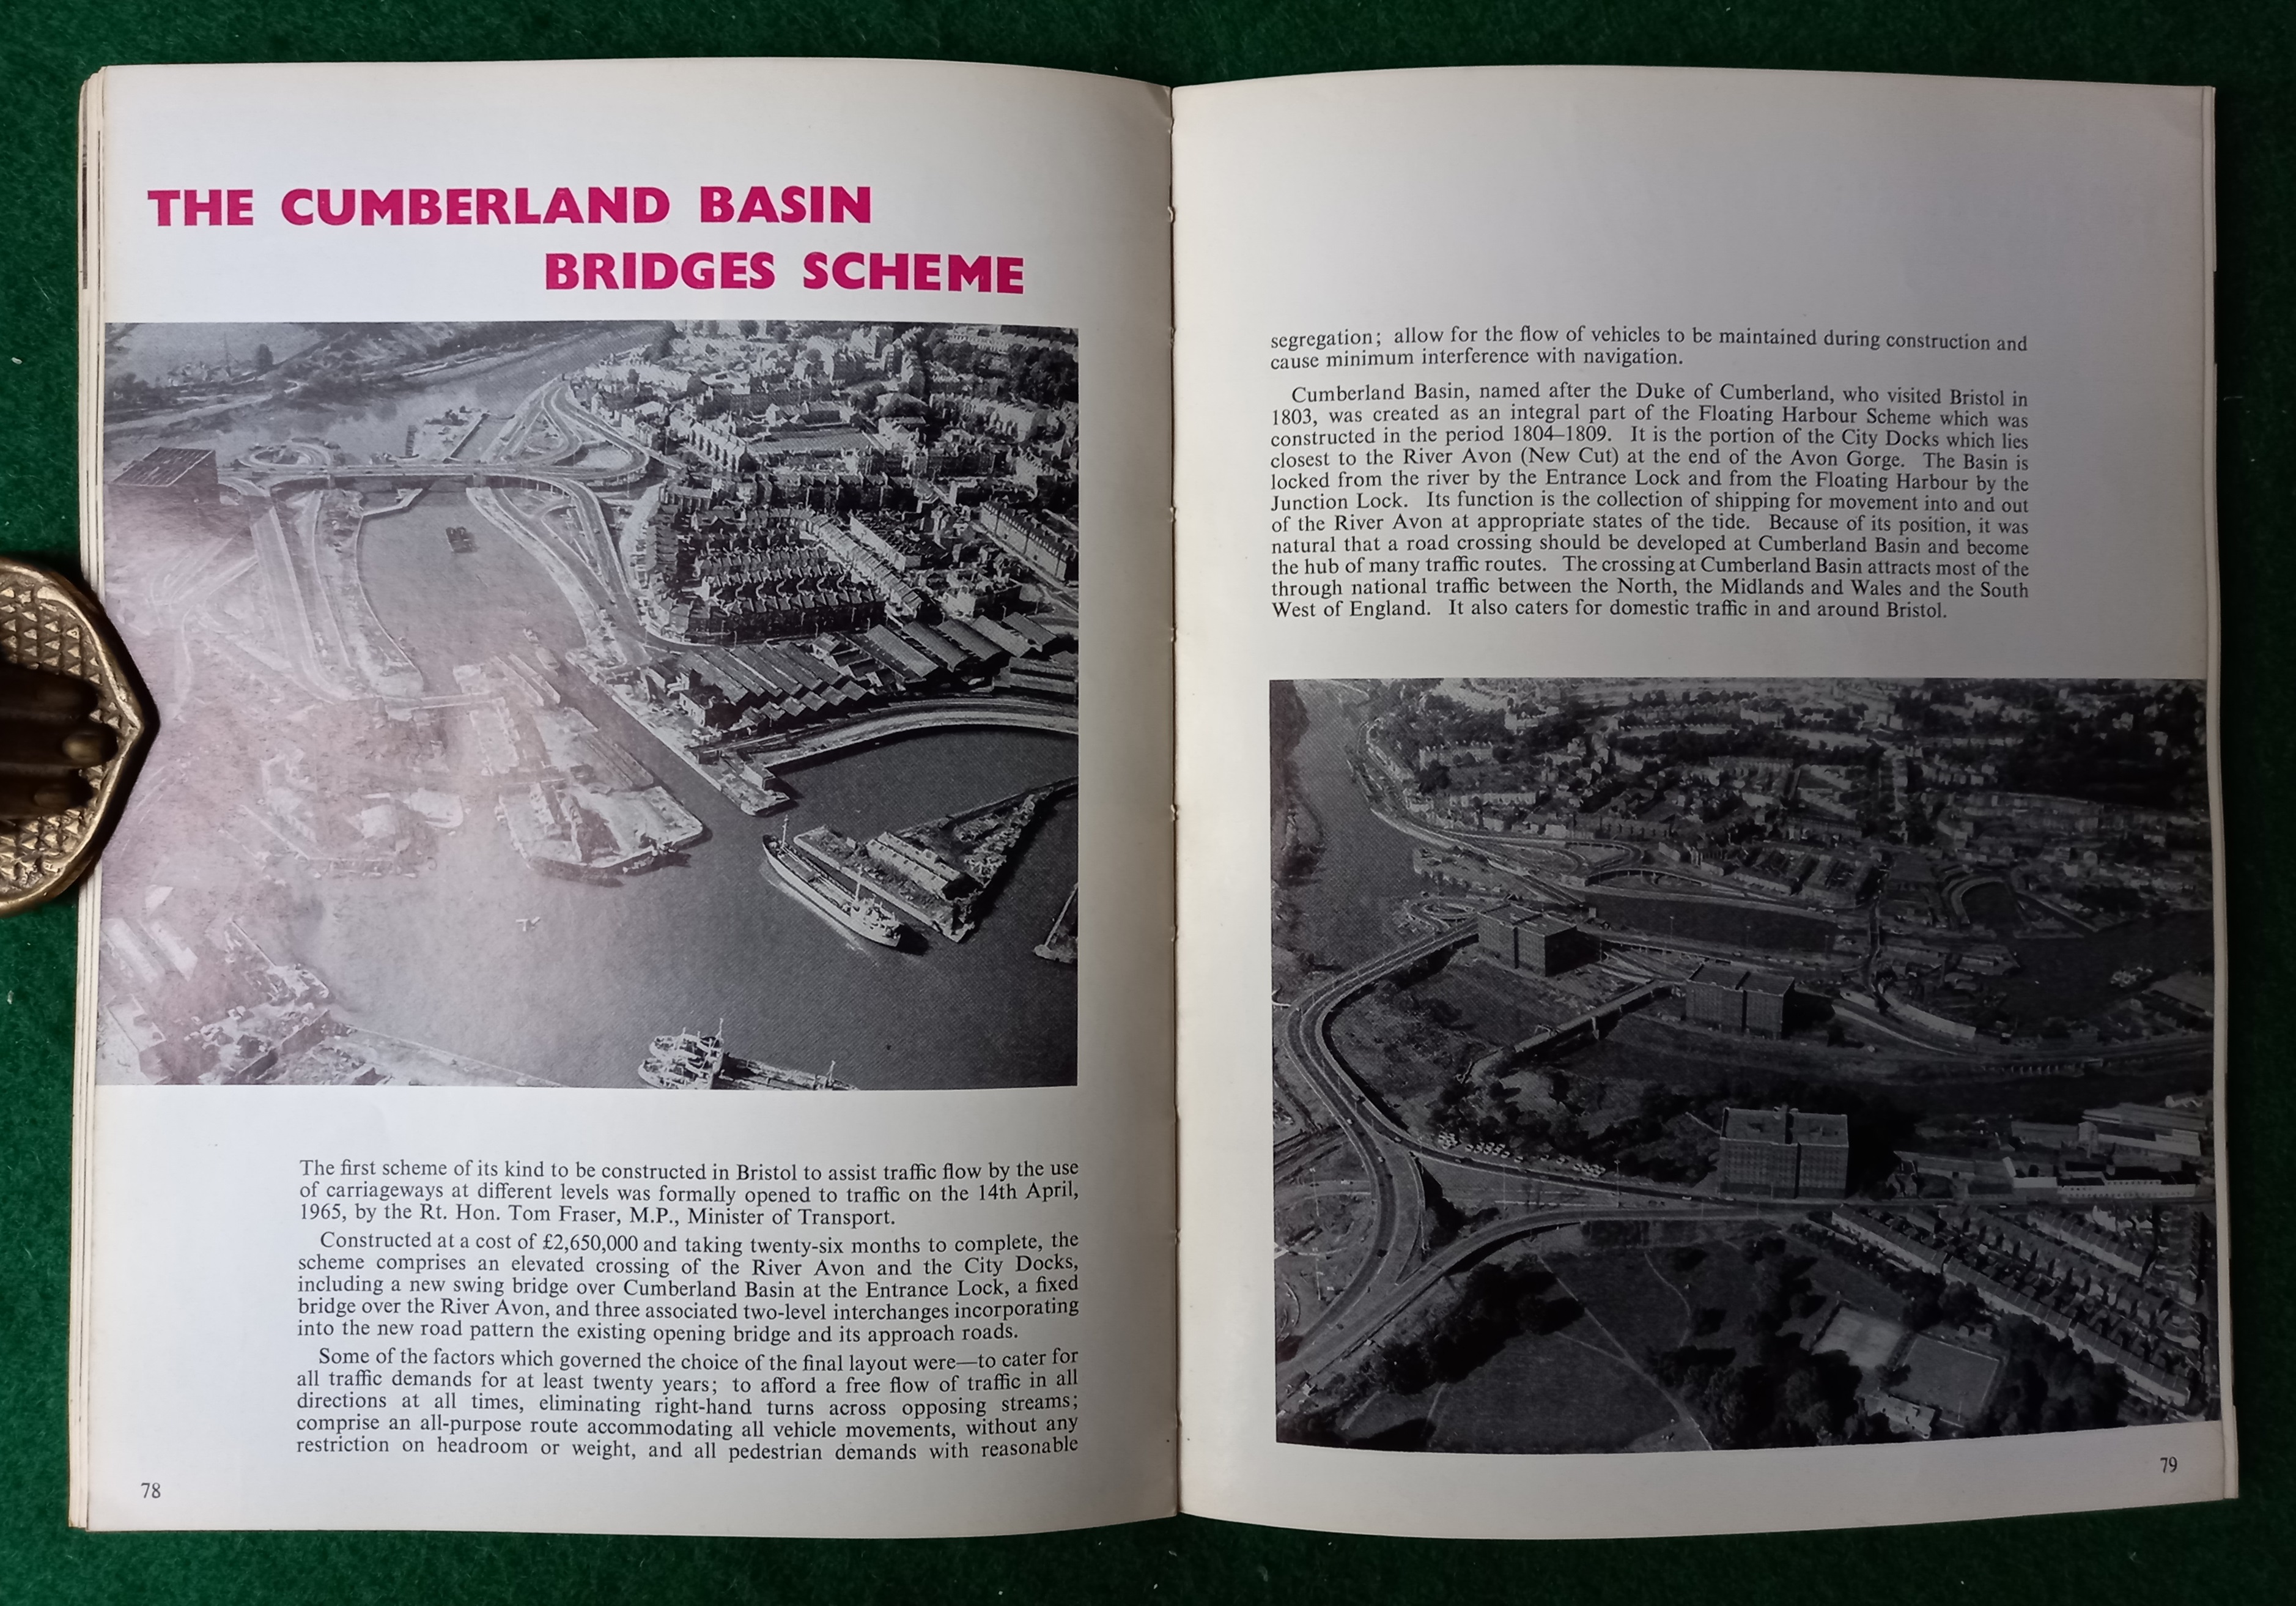 THE CUMBERLAND BASIN
BRIDGES SCHEME
The first scheme of its kind to be constructed in Bristol to assist traffic flow by the use
of carriageways at different levels was formally opened to traffic on the 14th April,
1965, by the Rt. Hon. Tom Fraser, M.P., Minister of Transport.
Constructed at a cost of £2,650,000 and taking twenty-six months to complete, the
scheme comprises an elevated crossing of the River Avon and the City Docks,
including a new swing bridge over Cumberland Basin at the Entrance Lock, a fixed
bridge over the River Avon, and three associated two-level interchanges incorporating
into the new road pattern the existing opening bridge and its approach roads.
Some of the factors which governed the choice of the final layout were—to cater for
all traffic demands for at least twenty years; to afford a free flow of traffic in all
directions at all times, eliminating right-hand turns across opposing streams;
comprise an all-purpose route accommodating all vehicle movements, without any
restriction on headroom or weight, and all pedestrian demands with reasonable
78
segregation; allow for the flow of vehicles to be maintained during construction and
cause minimum interference with navigation.
Cumberland Basin, named after the Duke of Cumberland, who visited Bristol in
1803, was created as an integral part of the Floating Harbour Scheme which was
constructed in the period 1804–1809. It is the portion of the City Docks which lies
closest to the River Avon (New Cut) at the end of the Avon Gorge. The Basin is
locked from the river by the Entrance Lock and from the Floating Harbour by the
Junction Lock. Its function is the collection of shipping for movement into and out
of the River Avon at appropriate states of the tide. Because of its position, it was
natural that a road crossing should be developed at Cumberland Basin and become
the hub of many traffic routes. The crossing at Cumberland Basin attracts most of the
through national traffic between the North, the Midlands and Wales and the South
West of England. It also caters for domestic traffic in and around Bristol.
79